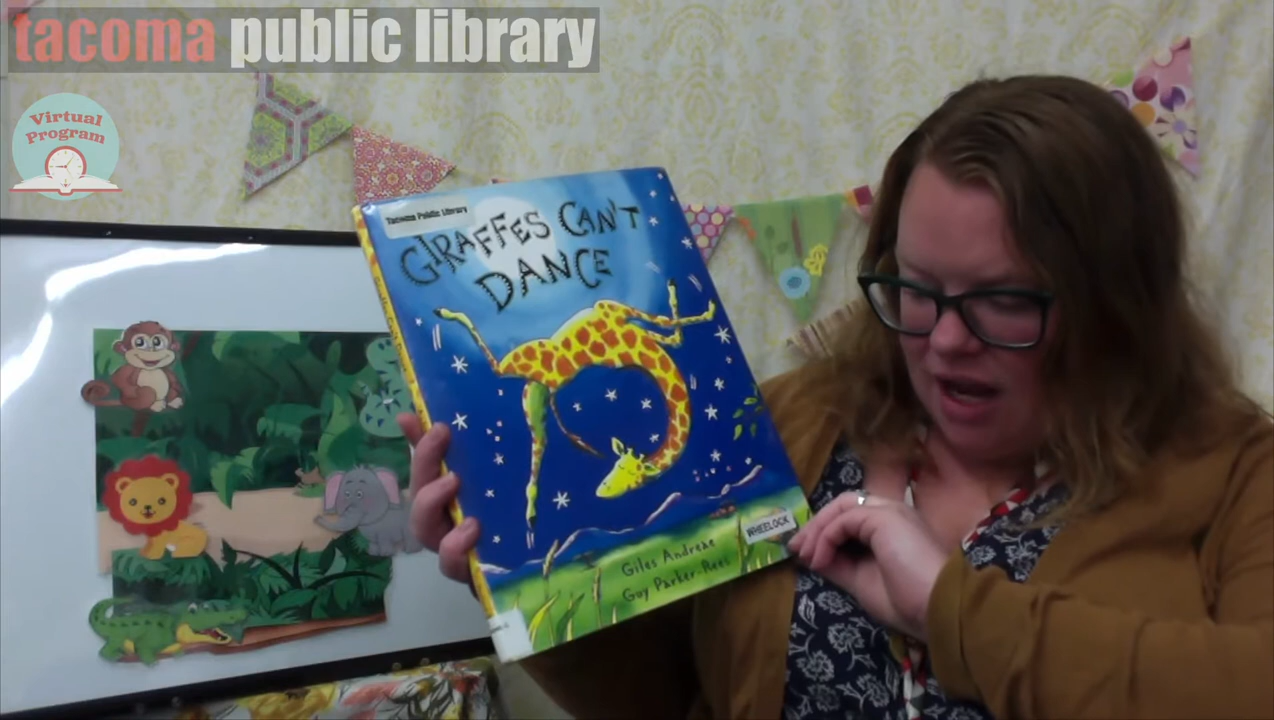 tacoma public library
Virtual
Program
Tacoma Public Library
GIRAFFES CAN'T
DANCE
WHEELOCK
Giles Andreae
Guy Parker-Rees